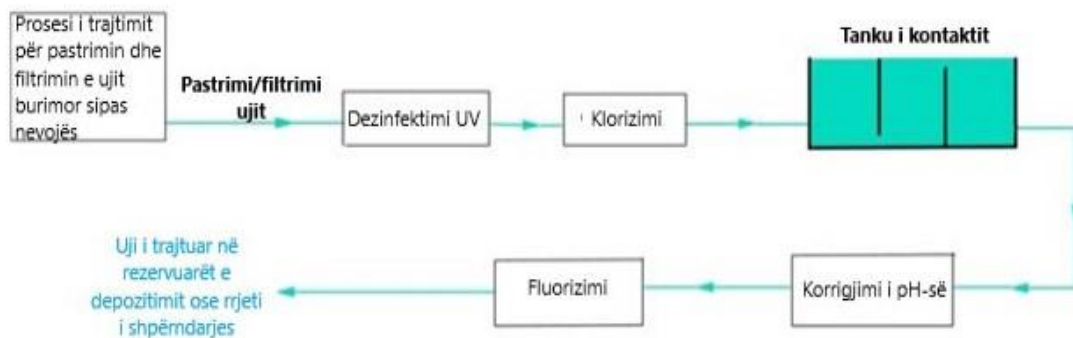 Prosesi i trajtimit
për pastrimin dhe
filtrimin e ujit
burimor sipas
nevojës
Pastrimi/filtrimi
ujit
Dezinfektimi UV
Klorizimi
Tanku i kontaktit
Korrigjimi i pH-së
Fluorizimi
Uji i trajtuar në
rezervuarët e
depozitimit ose rrjeti
i shpërndarjes